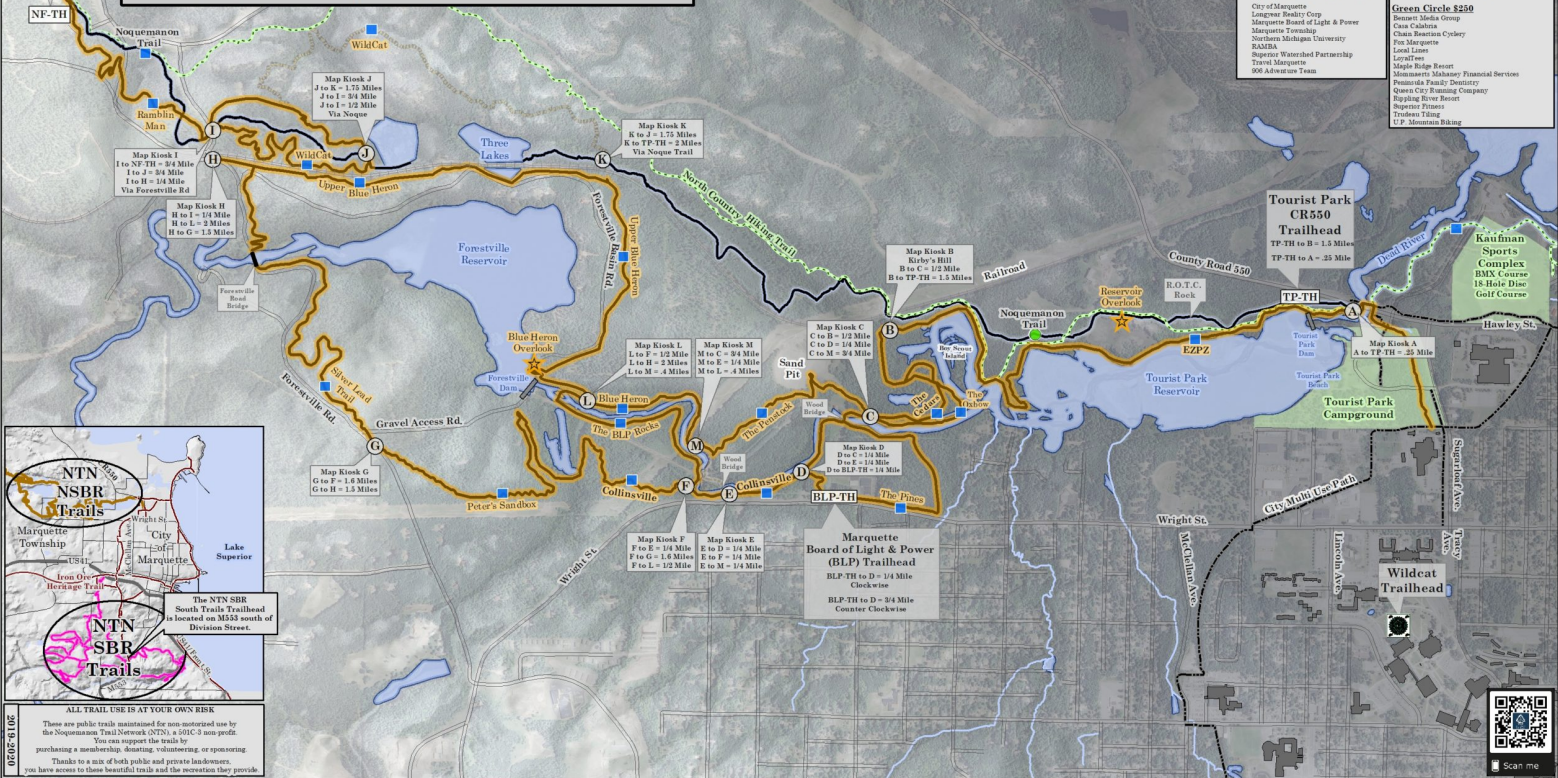 NF-TH
Noquemanon
Trail
WildCat
Ramblin
Man
Map Kiosk J
J to K = 1.75 Miles
J to I = 3/4 Mile
J to I = 1/2 Mile
Via Noque
I
J
H
K
WildCat
Upper Blue Heron
Three
Lakes
Map Kiosk I
I to NF-TH = 3/4 Mile
I to J = 3/4 Mile
I to H = 1/4 Mile
Via Forestville Rd
Map Kiosk H
H to I = 1/4 Mile
H to L = 2 Miles
H to G = 1.5 Miles
Map Kiosk K
K to J = 1.75 Miles
K to TP-TH = 2 Miles
Via Noque Trail
North Country Hiking Trail
Forestville Basin Rd.
Upper Blue Heron
Forestville
Reservoir
Forestville
Road
Bridge
Blue Heron
Overlook
Forestville
Dam
Silver Lead
Trail
Forestville Rd.
Gravel Access Rd.
G
Map Kiosk G
G to F = 1.6 Miles
G to H = 1.5 Miles
Peter's Sandbox
Map Kiosk L
L to F = 1/2 Mile
L to H = 2 Miles
L to M = .4 Miles
Map Kiosk M
M to C = 3/4 Mile
M to E = 1/4 Mile
M to L = .4 Miles
L
Blue Heron
The BLP Rocks
M
Wood
Bridge
Collinsville
F
E
Collinsville
D
Sand
Pit
The Penstock
Wood
Bridge
C
Map Kiosk C
C to B = 1/2 Mile
C to D = 1/4 Mile
C to M = 3/4 Mile
Map Kiosk B
Kirby's Hill
B to C = 1/2 Mile
B to TP-TH = 1.5 Miles
B
Railroad
Boy Scout
Island
The
Cedars
The
Oxbow
Map Kiosk D
D to C = 1/4 Mile
D to E = 1/4 Mile
D to BLP-TH = 1/4 Mile
BLP-TH
The Pines
Map Kiosk F
F to E = 1/4 Mile
F to G = 1.6 Miles
F to L = 1/2 Mile
Map Kiosk E
E to D = 1/4 Mile
E to F = 1/4 Mile
E to M = 1/4 Mile
Marquette
Board of Light & Power
(BLP) Trailhead
BLP-TH to D = 1/4 Mile
Clockwise
BLP-TH to D = 3/4 Mile
Counter Clockwise
Wright St.
Noquemanon
Trail
Reservoir
Overlook
R.O.T.C.
Rock
County Road 550
EZPZ
Tourist Park
Reservoir
Tourist Park
CR550
Trailhead
TP-TH to B = 1.5 Miles
TP-TH to A = .25 Mile
TP-TH
A
Dead River
Tourist
Park
Dam
Tourist Park
Beach
Map Kiosk A
A to TP-TH = .25 Mile
Hawley St.
Kaufman
Sports
Complex
BMX Course
18-Hole Disc
Golf Course
Tourist Park
Campground
City Multi Use Path
Wright St.
McClellan Ave.
Lincoln Ave.
Sugarloaf Ave.
Tracy
Ave.
Wildcat
Trailhead
City of Marquette
Longyear Reality Corp
Marquette Board of Light & Power
Marquette Township
Northern Michigan University
RAMBA
Superior Watershed Partnership
Travel Marquette
906 Adventure Team
Green Circle $250
Bennett Media Group
Casa Calabria
Chain Reaction Cyclery
Fox Marquette
Local Lines
LoyalTees
Maple Ridge Resort
Mommaerts Mahaney Financial Services
Peninsula Family Dentistry
Queen City Running Company
Rippling River Resort
Superior Fitness
Trudeau Tiling
U.P. Mountain Biking
NTN
NSBR
Trails
CR550
Marquette
Township
Wright St.
City
of
Marquette
McClellan Ave.
Lake
Superior
US41
Iron Ore
Heritage Trail
The NTN SBR
South Trails Trailhead
is located on M553 south of
Division Street.
NTN
SBR
Trails
M553
ALL TRAIL USE IS AT YOUR OWN RISK
These are public trails maintained for non-motorized use by
the Noquemanon Trail Network (NTN), a 501C-3 non-profit.
You can support the trails by
purchasing a membership, donating, volunteering, or sponsoring.
Thanks to a mix of both public and private landowners,
you have access to these beautiful trails and the recreation they provide.
2019-2020
Scan me